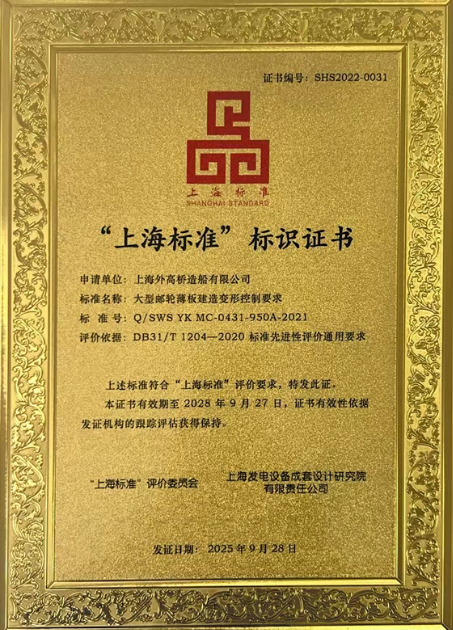 证书编号：SHS2022-0031
上海标准
SHANGHAI STANDARD
“上海标准”标识证书
申请单位：上海外高桥造船有限公司
标准名称：大型邮轮薄板建造变形控制要求
标 准 号：Q/SWS YK MC-0431-950A-2021
评价依据：DB31/T 1204—2020 标准先进性评价通用要求
上述标准符合“上海标准”评价要求，特发此证。
本证书有效期至 2028 年 9 月 27 日，证书有效性依据
发证机构的跟踪评估获得保持。
“上海标准”评价委员会
上海发电设备成套设计研究院
有限责任公司
发证日期： 2025 年 9 月 28 日